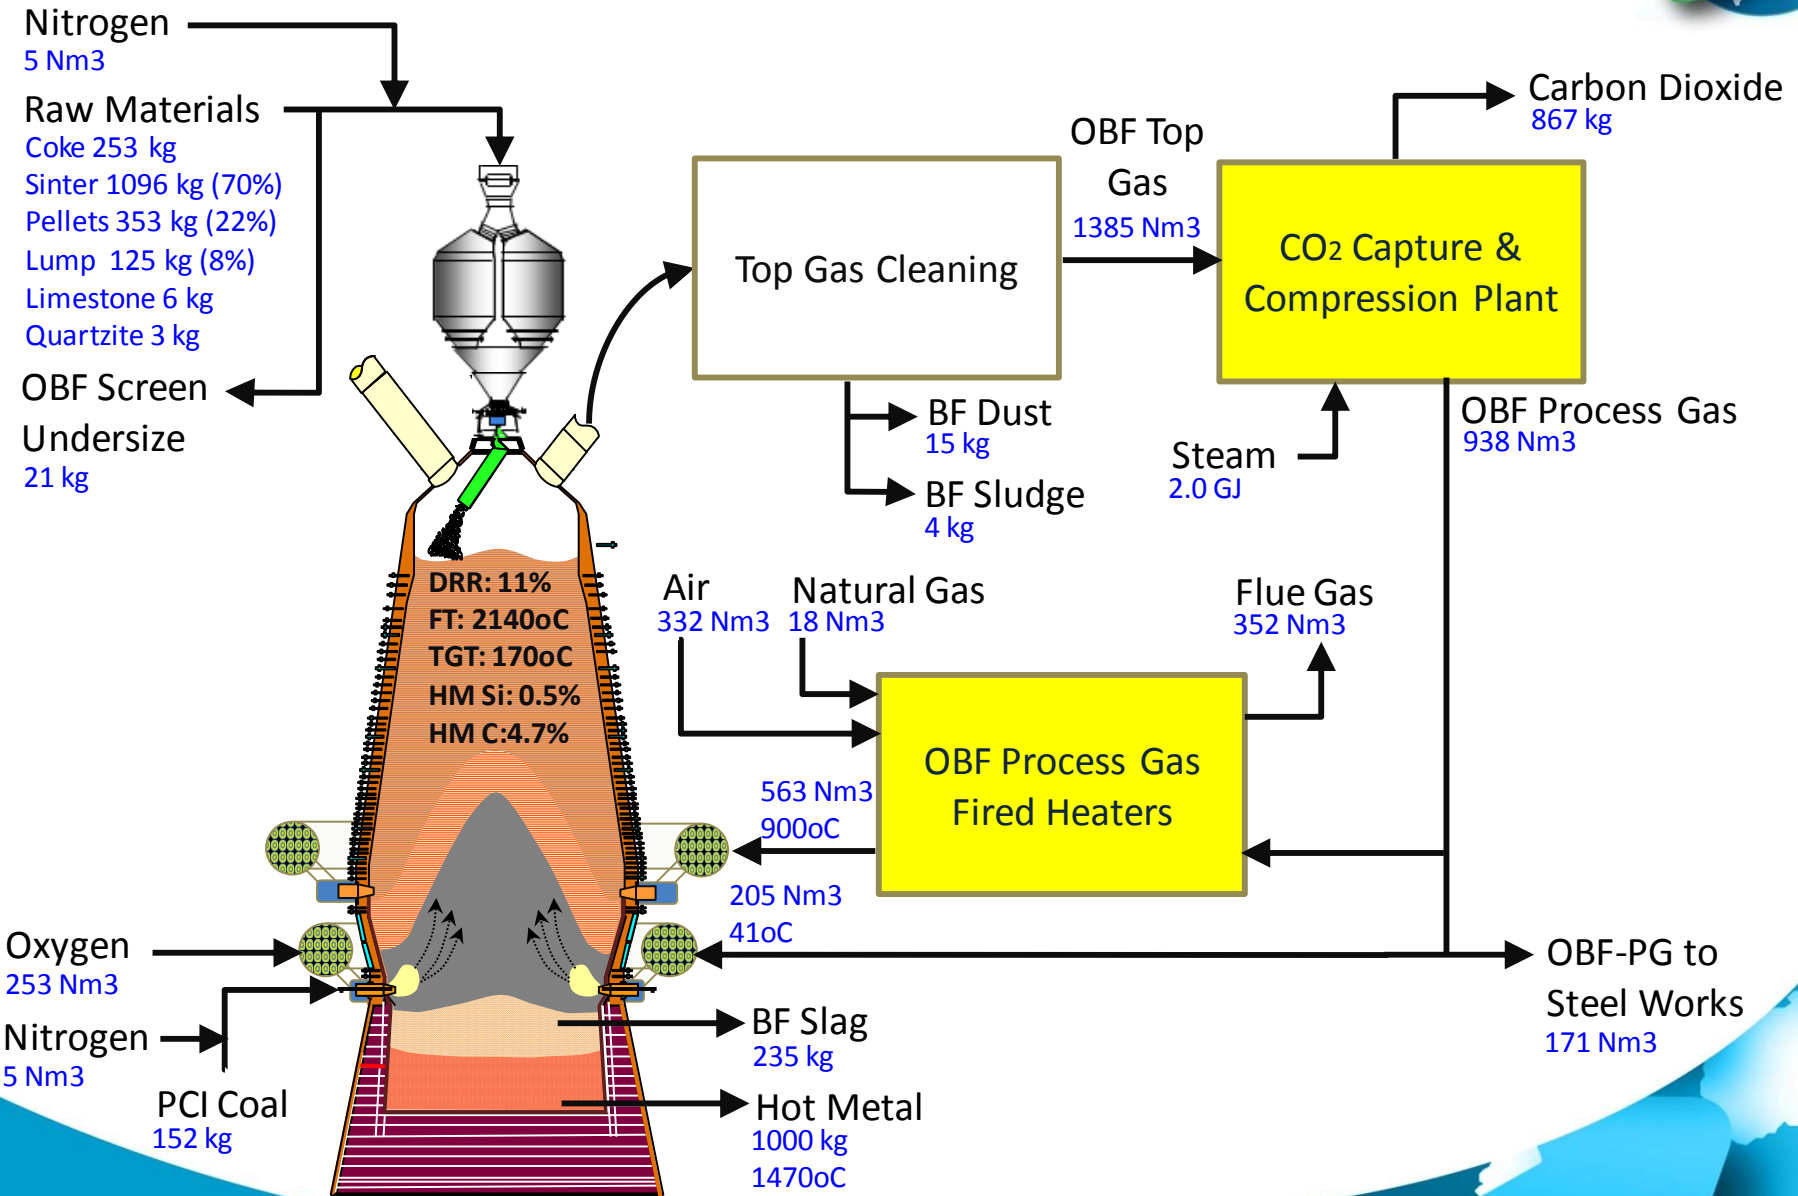 Nitrogen
5 Nm3
Raw Materials
Coke 253 kg
Sinter 1096 kg (70%)
Pellets 353 kg (22%)
Lump 125 kg (8%)
Limestone 6 kg
Quartzite 3 kg
OBF Screen
Undersize
21 kg
Top Gas Cleaning
OBF Top
Gas
1385 Nm3
CO2 Capture &
Compression Plant
Carbon Dioxide
867 kg
BF Dust
15 kg
BF Sludge
4 kg
Steam
2.0 GJ
OBF Process Gas
938 Nm3
DRR: 11%
FT: 2140oC
TGT: 170oC
HM Si: 0.5%
HM C:4.7%
Air
332 Nm3
Natural Gas
18 Nm3
Flue Gas
352 Nm3
OBF Process Gas
Fired Heaters
563 Nm3
900oC
205 Nm3
41oC
Oxygen
253 Nm3
Nitrogen
5 Nm3
PCI Coal
152 kg
BF Slag
235 kg
Hot Metal
1000 kg
1470oC
OBF-PG to
Steel Works
171 Nm3